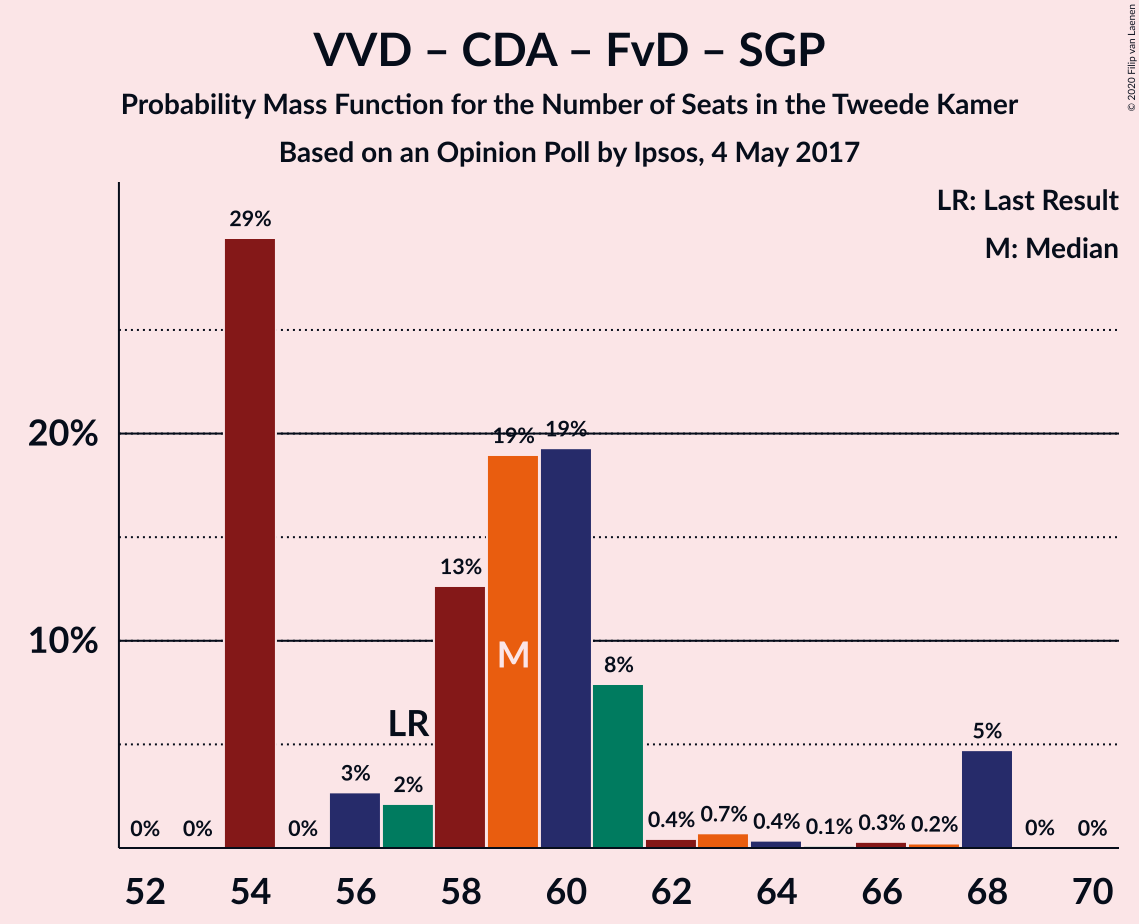 VVD – CDA – FvD – SGP
Probability Mass Function for the Number of Seats in the Tweede Kamer
Based on an Opinion Poll by Ipsos, 4 May 2017
© 2020 Filip van Laenen
LR: Last Result
M: Median
20%
10%
0% 0% 29% 0% 3% 2% 13% 19% 19% 8% 0.4% 0.7% 0.4% 0.1% 0.3% 0.2% 5% 0% 0%
LR
M
52 54 56 58 60 62 64 66 68 70